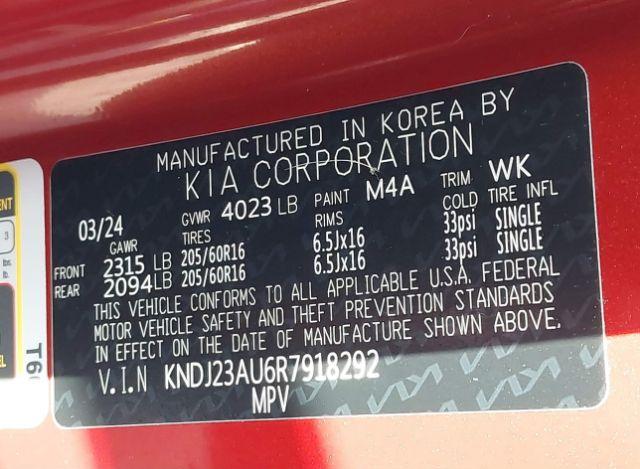 MANUFACTURED IN KOREA BY
KIA CORPORATION
03/24 GVWR 4023 LB PAINT M4A TRIM WK
GAWR TIRES RIMS COLD TIRE INFL
FRONT 2315 LB 205/60R16 6.5Jx16 33psi SINGLE
REAR 2094LB 205/60R16 6.5Jx16 33psi SINGLE
THIS VEHICLE CONFORMS TO ALL APPLICABLE U.S.A. FEDERAL
MOTOR VEHICLE SAFETY AND THEFT PREVENTION STANDARDS
IN EFFECT ON THE DATE OF MANUFACTURE SHOWN ABOVE.
V.I.N KNDJ23AU6R7918292
MPV
3
lbs.
lb.